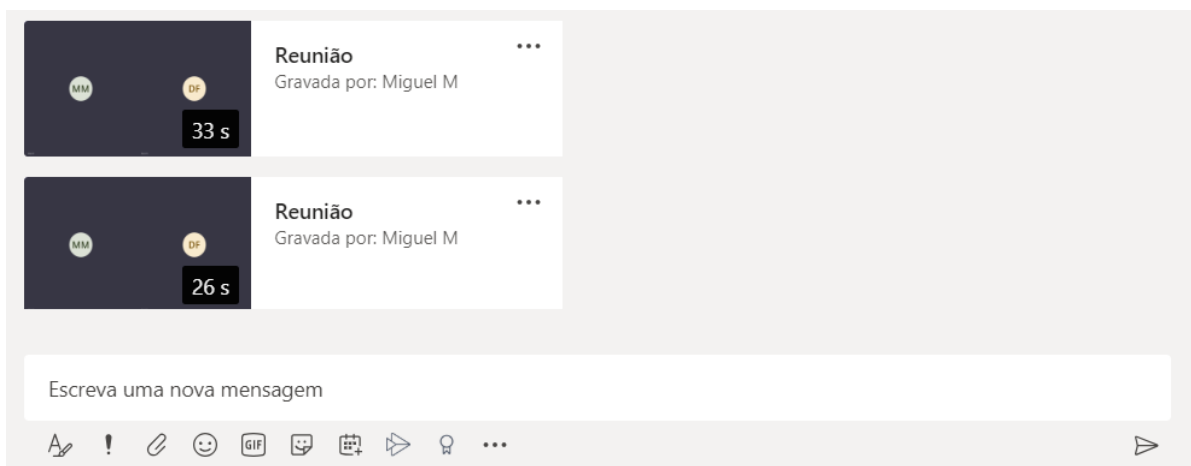 Reunião
Gravada por: Miguel M
MM
DF
33 s
Reunião
Gravada por: Miguel M
MM
DF
26 s
Escreva uma nova mensagem
GIF